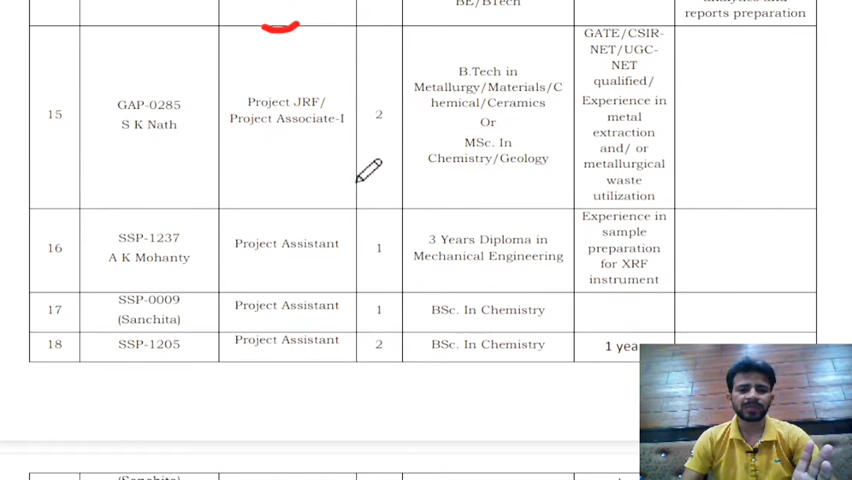 BE/BTech
reports preparation
15
GAP-0285
S K Nath
Project JRF/
Project Associate-I
2
B.Tech in
Metallurgy/Materials/C
hemical/Ceramics
Or
MSc. In
Chemistry/Geology
GATE/CSIR-
NET/UGC-
NET
qualified/
Experience in
metal
extraction
and/ or
metallurgical
waste
utilization
16
SSP-1237
A K Mohanty
Project Assistant
1
3 Years Diploma in
Mechanical Engineering
Experience in
sample
preparation
for XRF
instrument
17
SSP-0009
(Sanchita)
Project Assistant
1
BSc. In Chemistry
18
SSP-1205
Project Assistant
2
BSc. In Chemistry
1
(Sanchita)